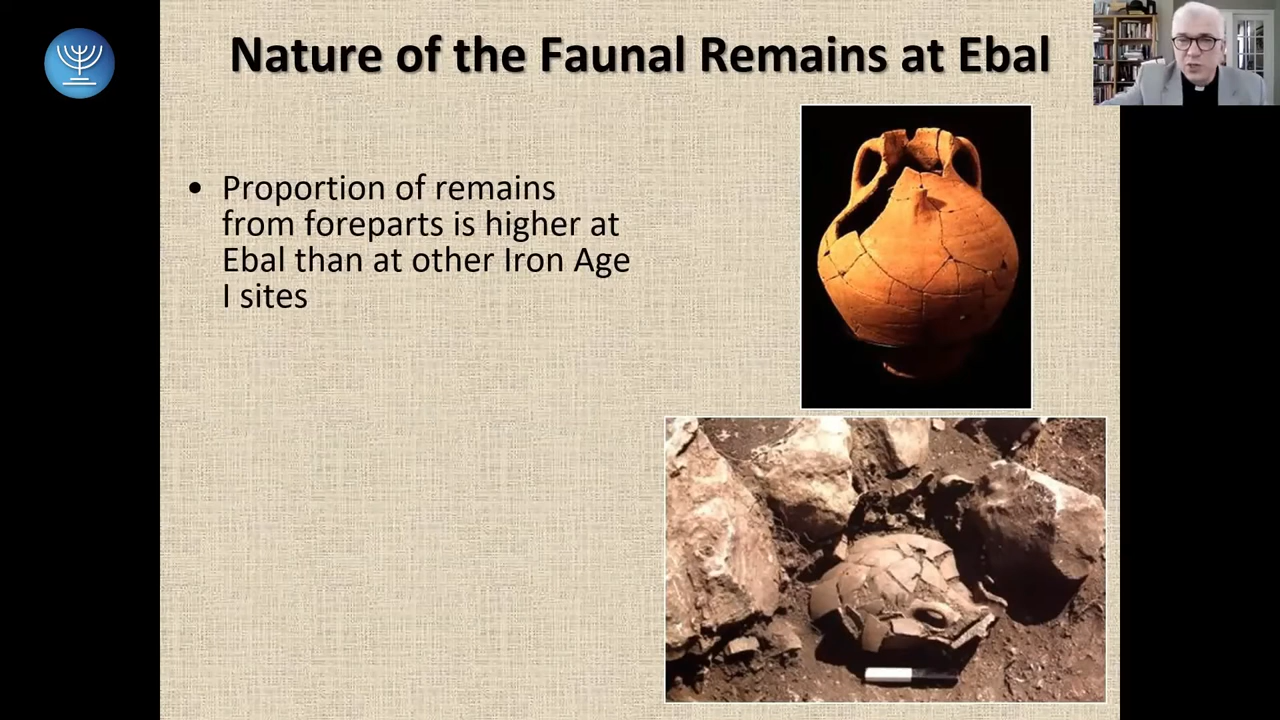 Nature of the Faunal Remains at Ebal
• Proportion of remains
from foreparts is higher at
Ebal than at other Iron Age
I sites